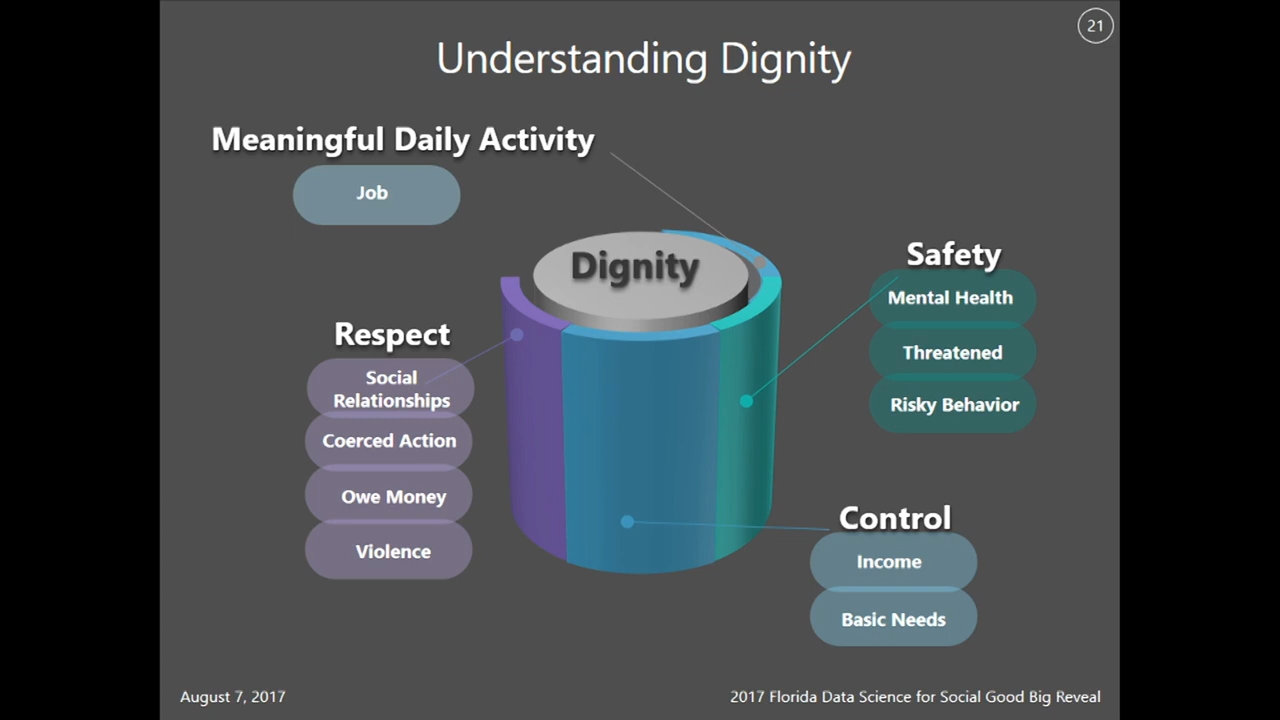 21
Understanding Dignity
Meaningful Daily Activity
Job
Dignity
Safety
Mental Health
Threatened
Risky Behavior
Respect
Social
Relationships
Coerced Action
Owe Money
Violence
Control
Income
Basic Needs
August 7, 2017
2017 Florida Data Science for Social Good Big Reveal